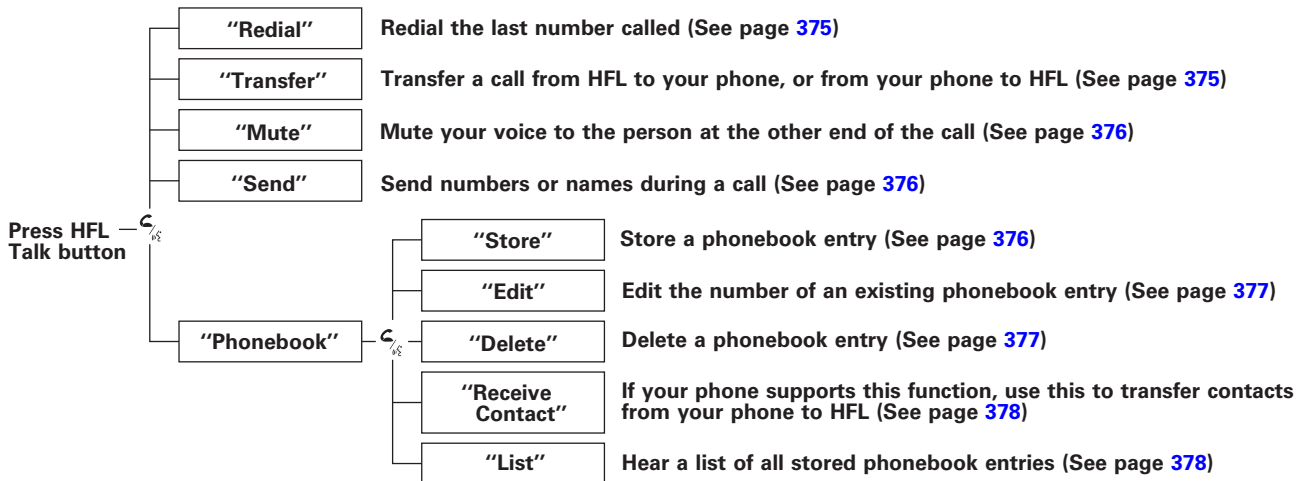 “Redial” Redial the last number called (See page 375)
“Transfer” Transfer a call from HFL to your phone, or from your phone to HFL (See page 375)
“Mute” Mute your voice to the person at the other end of the call (See page 376)
“Send” Send numbers or names during a call (See page 376)
Press HFL
Talk button
“Phonebook”
“Store” Store a phonebook entry (See page 376)
“Edit” Edit the number of an existing phonebook entry (See page 377)
“Delete” Delete a phonebook entry (See page 377)
“Receive
Contact”
If your phone supports this function, use this to transfer contacts
from your phone to HFL (See page 378)
“List” Hear a list of all stored phonebook entries (See page 378)